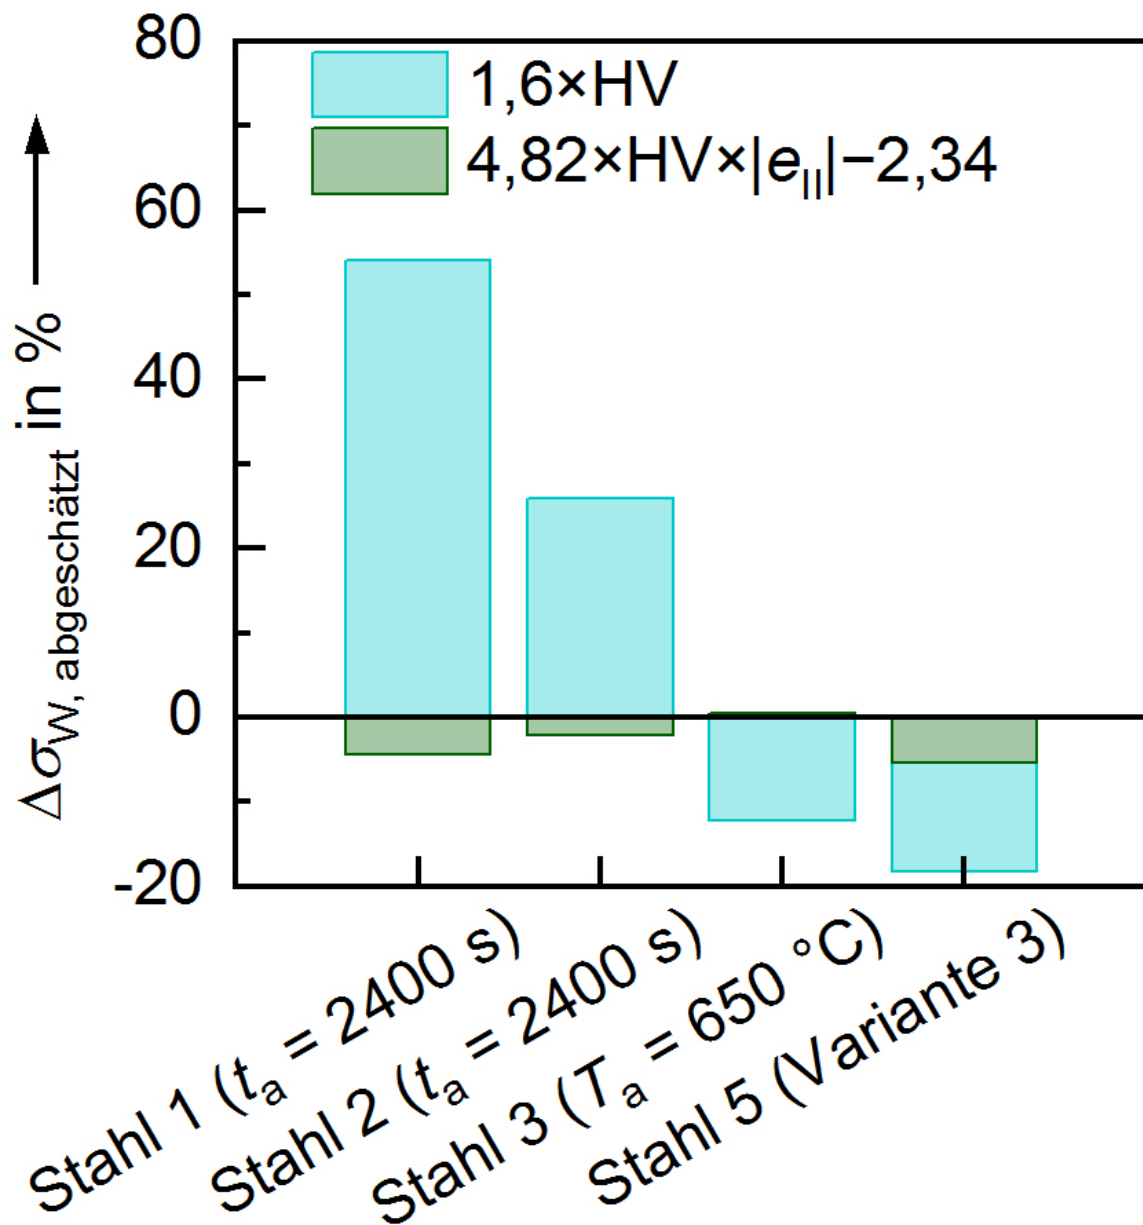 80
60
40
20
0
-20
ΔσW, abgeschätzt in %
1,6×HV
4,82×HV×|eII|−2,34
Stahl 1 (ta = 2400 s)
Stahl 2 (ta = 2400 s)
Stahl 3 (Ta = 650 °C)
Stahl 5 (Variante 3)